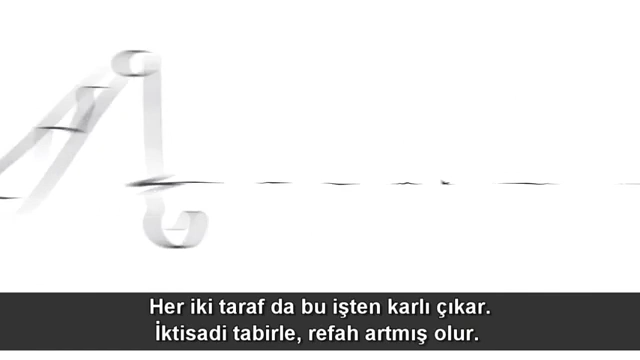 Her iki taraf da bu işten karlı çıkar.
İktisadi tabirle, refah artmış olur.